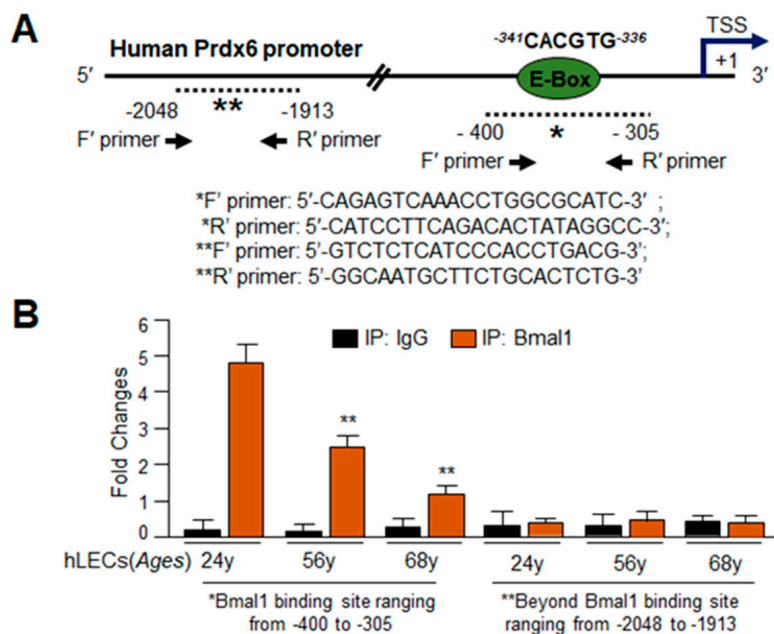 A
Human Prdx6 promoter
-341CACGTG-336
TSS
+1
5′
E-Box
3′
-2048
**
-1913
- 400
*
- 305
F′ primer
R′ primer
F′ primer
R′ primer
*F′ primer: 5′-CAGAGTCAAACCTGGCGCATC-3′ ;
*R′ primer: 5′-CATCCTTCAGACACTATAGGCC-3′;
**F′ primer: 5′-GTCTCTCATCCCACCTGACG-3′;
**R′ primer: 5′-GGCAATGCTTCTGCACTCTG-3′
B
Fold Changes
6
5
4
3
2
1
0
IP: IgG
IP: Bmal1
**
**
hLECs(Ages)
24y
56y
68y
24y
56y
68y
*Bmal1 binding site ranging
from -400 to -305
**Beyond Bmal1 binding site
ranging from -2048 to -1913